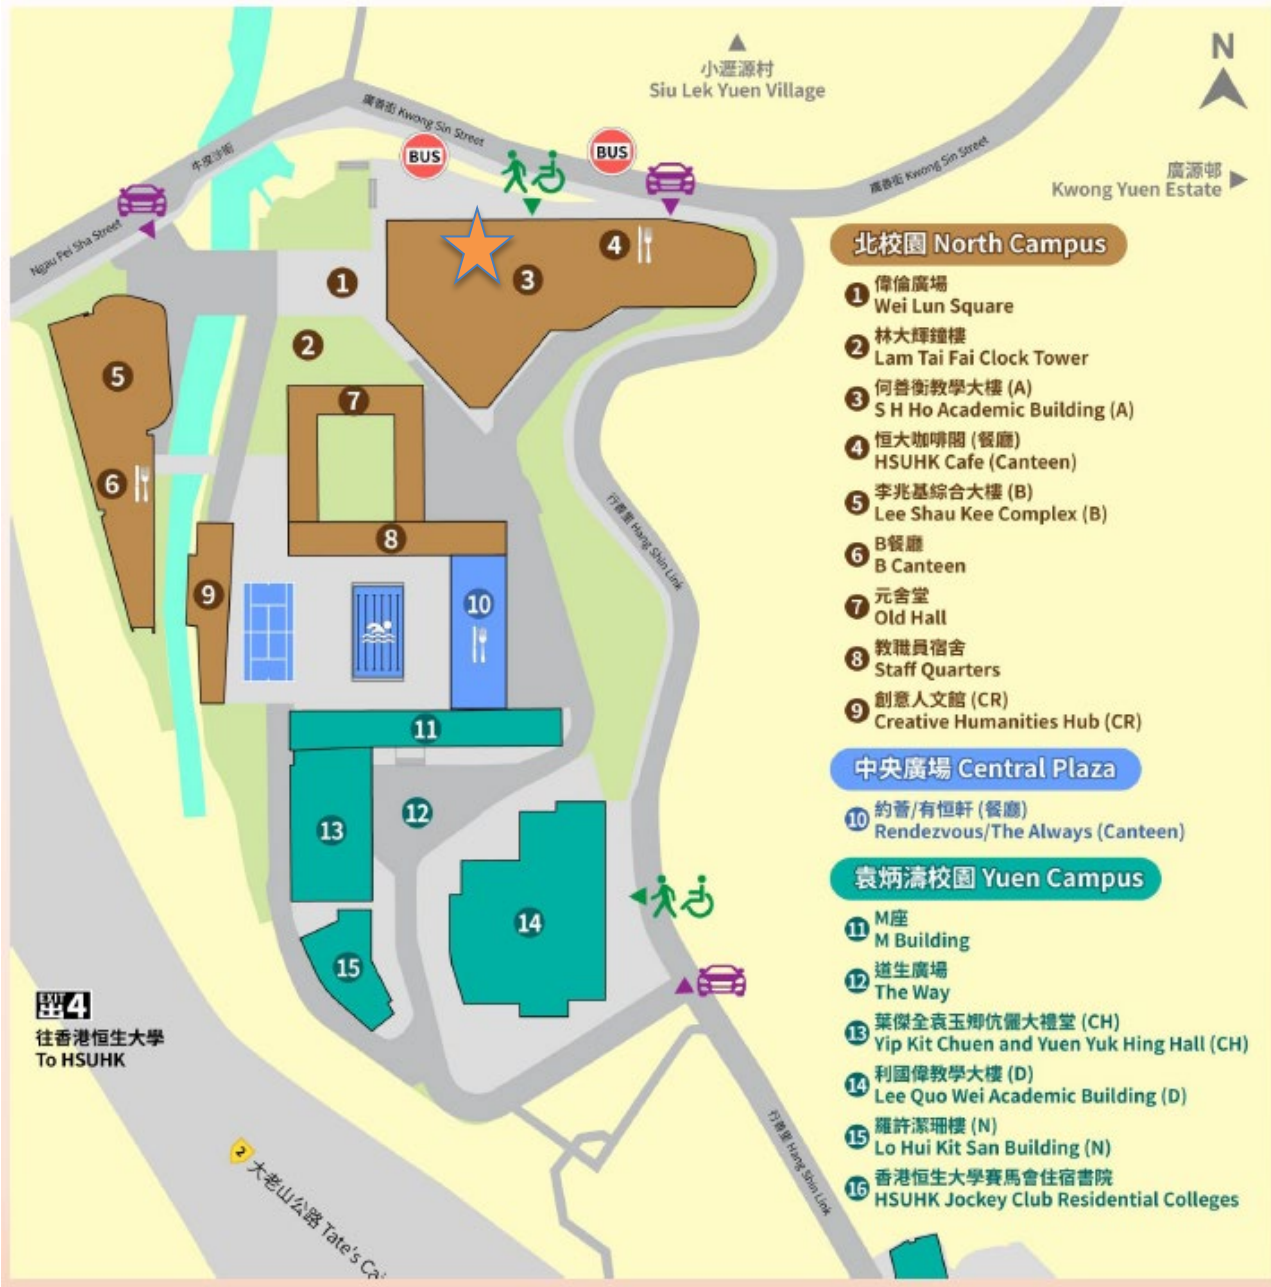 N
小瀝源村
Siu Lek Yuen Village
廣善街 Kwong Sin Street
BUS
BUS
牛皮沙街
Ngau Pei Sha Street
廣善街 Kwong Sin Street
廣源邨
Kwong Yuen Estate
1
2
3
4
5
6
7
8
9
10
11
12
13
14
15
行善里 Hang Shin Link
行善里 Hang Shin Link
EXIT
出4
往香港恒生大學
To HSUHK
2
大老山公路 Tate's Ca
北校園 North Campus
1 偉倫廣場
Wei Lun Square
2 林大輝鐘樓
Lam Tai Fai Clock Tower
3 何善衡教學大樓 (A)
S H Ho Academic Building (A)
4 恒大咖啡閣 (餐廳)
HSUHK Cafe (Canteen)
5 李兆基綜合大樓 (B)
Lee Shau Kee Complex (B)
6 B餐廳
B Canteen
7 元舍堂
Old Hall
8 教職員宿舍
Staff Quarters
9 創意人文館 (CR)
Creative Humanities Hub (CR)
中央廣場 Central Plaza
10 約薈/有恒軒 (餐廳)
Rendezvous/The Always (Canteen)
袁炳濤校園 Yuen Campus
11 M座
M Building
12 道生廣場
The Way
13 葉傑全袁玉卿伉儷大禮堂 (CH)
Yip Kit Chuen and Yuen Yuk Hing Hall (CH)
14 利國偉教學大樓 (D)
Lee Quo Wei Academic Building (D)
15 羅許潔珊樓 (N)
Lo Hui Kit San Building (N)
16 香港恒生大學賽馬會住宿書院
HSUHK Jockey Club Residential Colleges